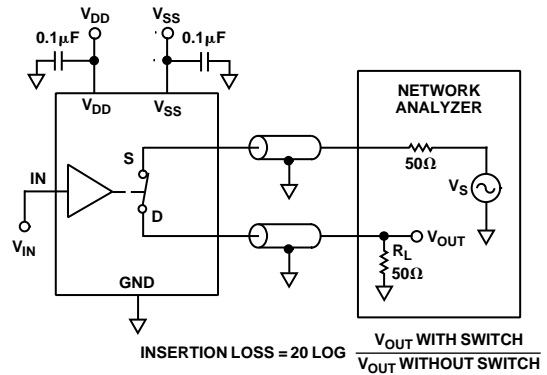 VDD
VSS
0.1µF
0.1µF
VDD
VSS
NETWORK
ANALYZER
S
50Ω
IN
VS
D
VIN
VOUT
RL
50Ω
GND
INSERTION LOSS = 20 LOG VOUT WITH SWITCH
VOUT WITHOUT SWITCH